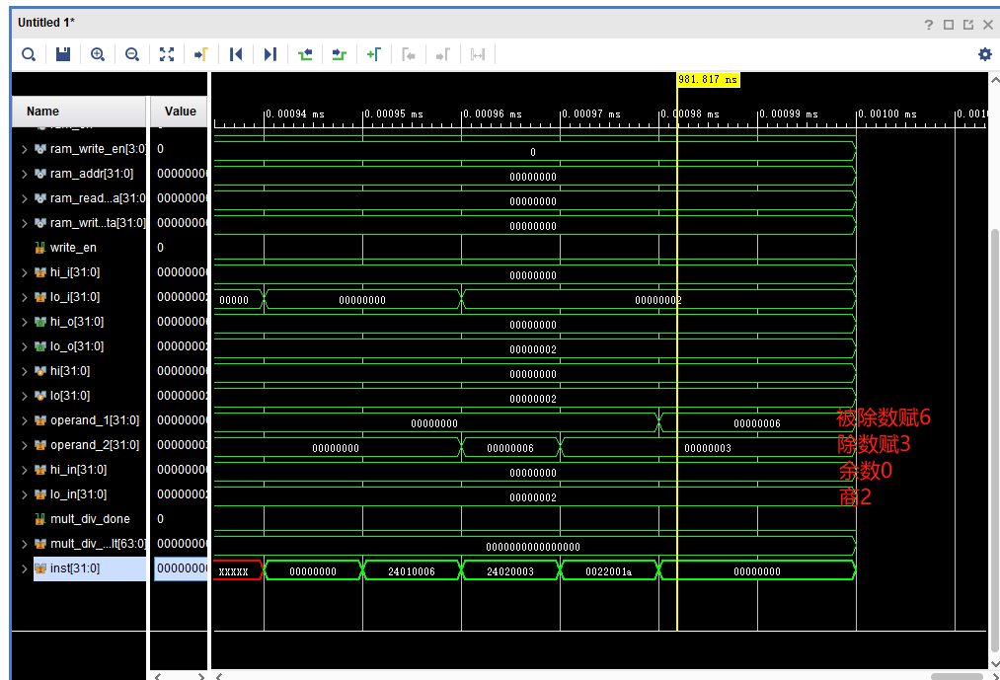 Untitled 1*
981.817 ns
Name Value
0.00094 ms 0.00095 ms 0.00096 ms 0.00097 ms 0.00098 ms 0.00099 ms 0.00100 ms 0.001
ram_write_en[3:0] 0 0
ram_addr[31:0] 0000000 00000000
ram_read...a[31:0 0000000 00000000
ram_writ...ta[31:0] 0000000 00000000
write_en 0
hi_i[31:0] 0000000 00000000
lo_i[31:0] 00000002 00000 00000000 00000002
hi_o[31:0] 0000000 00000000
lo_o[31:0] 00000002 00000002
hi[31:0] 0000000 00000000
lo[31:0] 00000002 00000002
operand_1[31:0] 0000000 00000000 00000006 被除数赋6
operand_2[31:0] 00000003 00000000 00000006 00000003 除数赋3
hi_in[31:0] 0000000 00000000 余数0
lo_in[31:0] 00000002 00000002 商2
mult_div_done 0
mult_div_...lt[63:0] 0000000 0000000000000000
inst[31:0] 0000000 XXXXX 00000000 24010006 24020003 0022001a 00000000